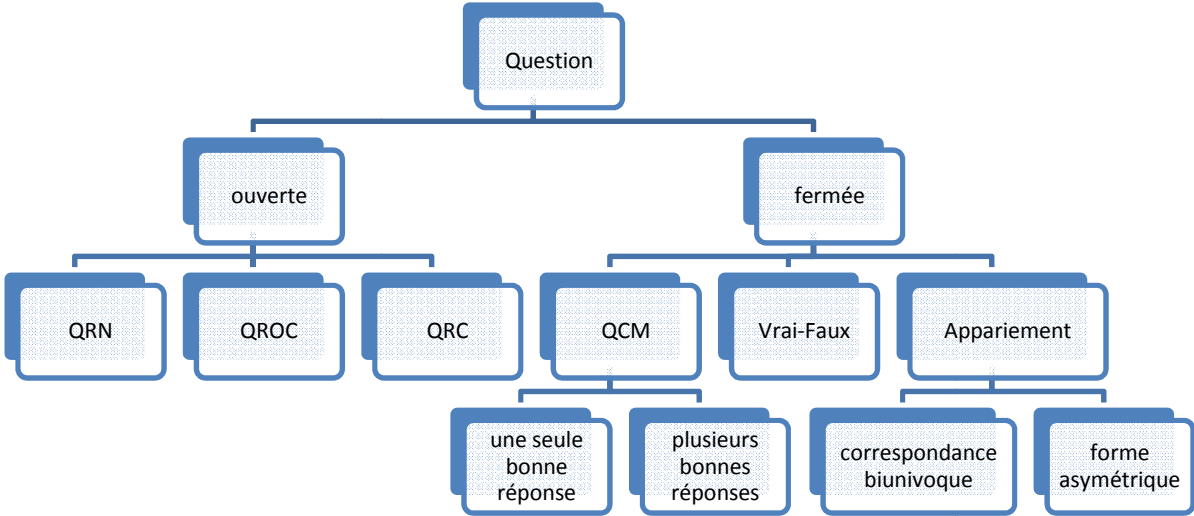 Question
ouverte
fermée
QRN
QROC
QRC
QCM
Vrai-Faux
Appariement
une seule
bonne
réponse
plusieurs
bonnes
réponses
correspondance
biunivoque
forme
asymétrique